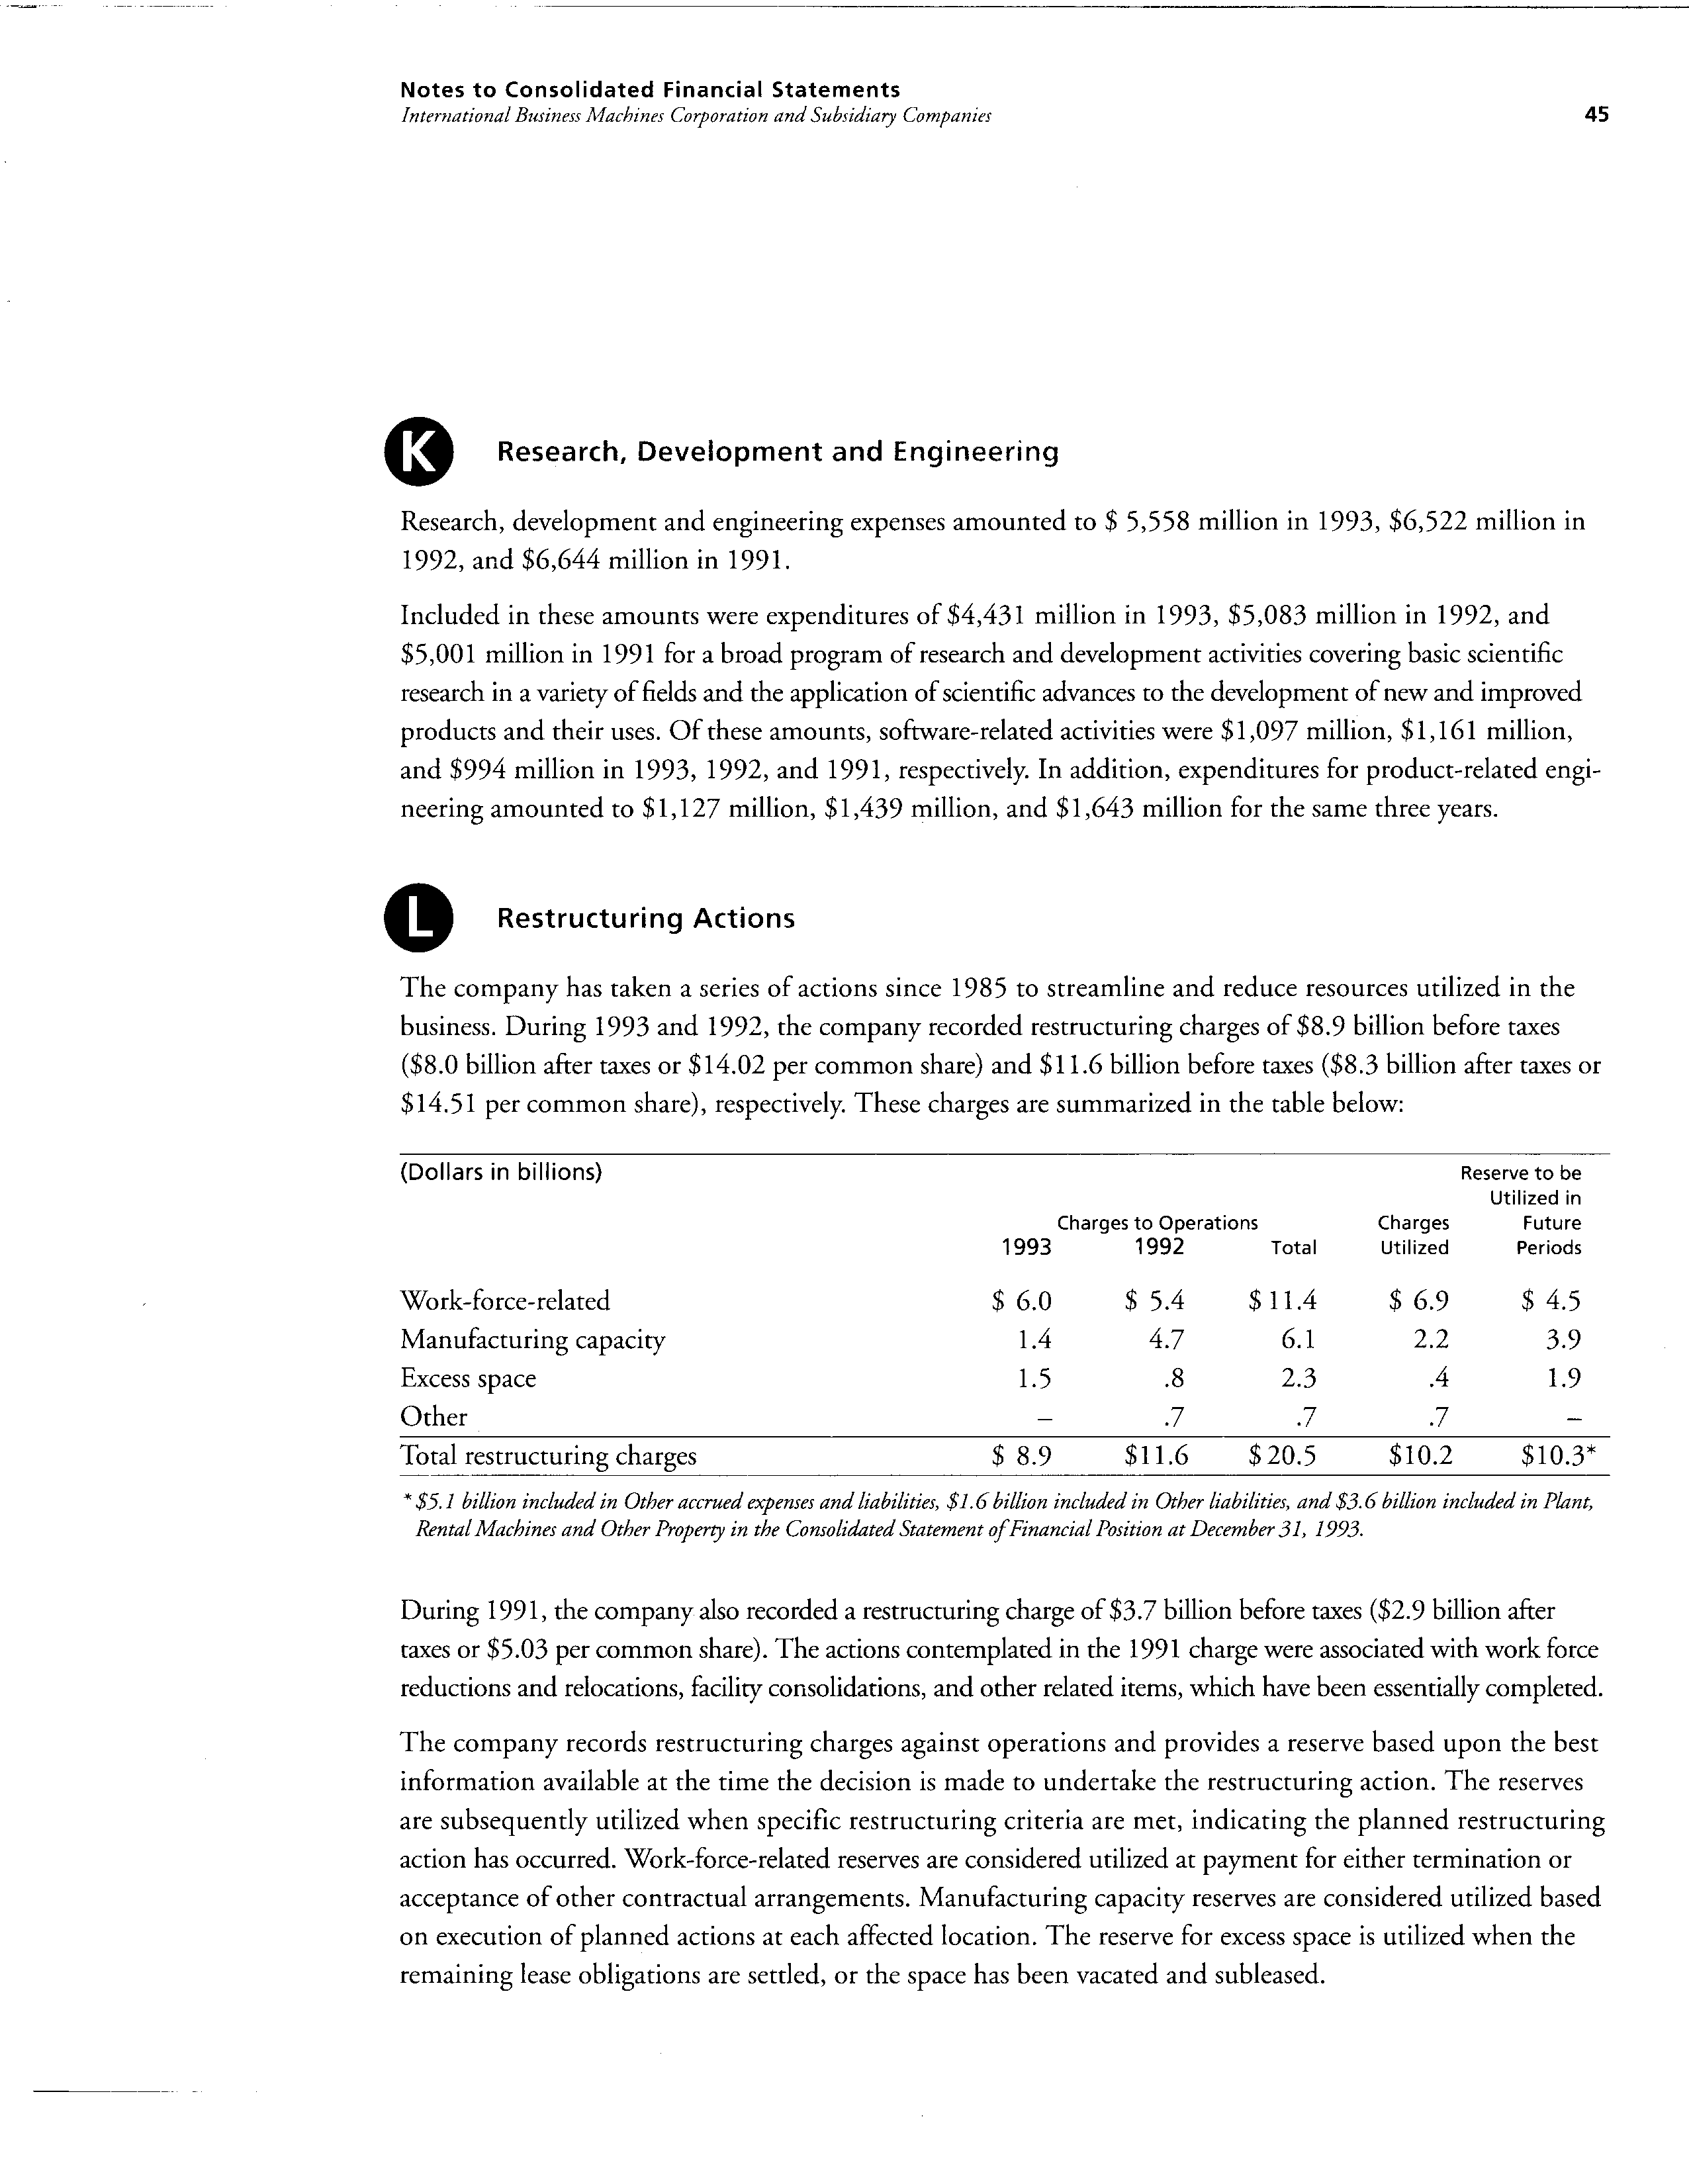 Notes to Consolidated Financial Statements
International Business Machines Corporation and Subsidiary Companies
45
K Research, Development and Engineering
Research, development and engineering expenses amounted to $ 5,558 million in 1993, $6,522 million in
1992, and $6,644 million in 1991.
Included in these amounts were expenditures of $4,431 million in 1993, $5,083 million in 1992, and
$5,001 million in 1991 for a broad program of research and development activities covering basic scientific
research in a variety of fields and the application of scientific advances to the development of new and improved
products and their uses. Of these amounts, software-related activities were $1,097 million, $1,161 million,
and $994 million in 1993, 1992, and 1991, respectively. In addition, expenditures for product-related engi-
neering amounted to $1,127 million, $1,439 million, and $1,643 million for the same three years.
L Restructuring Actions
The company has taken a series of actions since 1985 to streamline and reduce resources utilized in the
business. During 1993 and 1992, the company recorded restructuring charges of $8.9 billion before taxes
($8.0 billion after taxes or $14.02 per common share) and $11.6 billion before taxes ($8.3 billion after taxes or
$14.51 per common share), respectively. These charges are summarized in the table below:
(Dollars in billions) Reserve to be
Utilized in
Charges to Operations Charges Future
1993 1992 Total Utilized Periods
Work-force-related $ 6.0 $ 5.4 $ 11.4 $ 6.9 $ 4.5
Manufacturing capacity 1.4 4.7 6.1 2.2 3.9
Excess space 1.5 .8 2.3 .4 1.9
Other – .7 .7 .7 –
Total restructuring charges $ 8.9 $11.6 $ 20.5 $10.2 $10.3*
* $5.1 billion included in Other accrued expenses and liabilities, $1.6 billion included in Other liabilities, and $3.6 billion included in Plant,
Rental Machines and Other Property in the Consolidated Statement of Financial Position at December 31, 1993.
During 1991, the company also recorded a restructuring charge of $3.7 billion before taxes ($2.9 billion after
taxes or $5.03 per common share). The actions contemplated in the 1991 charge were associated with work force
reductions and relocations, facility consolidations, and other related items, which have been essentially completed.
The company records restructuring charges against operations and provides a reserve based upon the best
information available at the time the decision is made to undertake the restructuring action. The reserves
are subsequently utilized when specific restructuring criteria are met, indicating the planned restructuring
action has occurred. Work-force-related reserves are considered utilized at payment for either termination or
acceptance of other contractual arrangements. Manufacturing capacity reserves are considered utilized based
on execution of planned actions at each affected location. The reserve for excess space is utilized when the
remaining lease obligations are settled, or the space has been vacated and subleased.